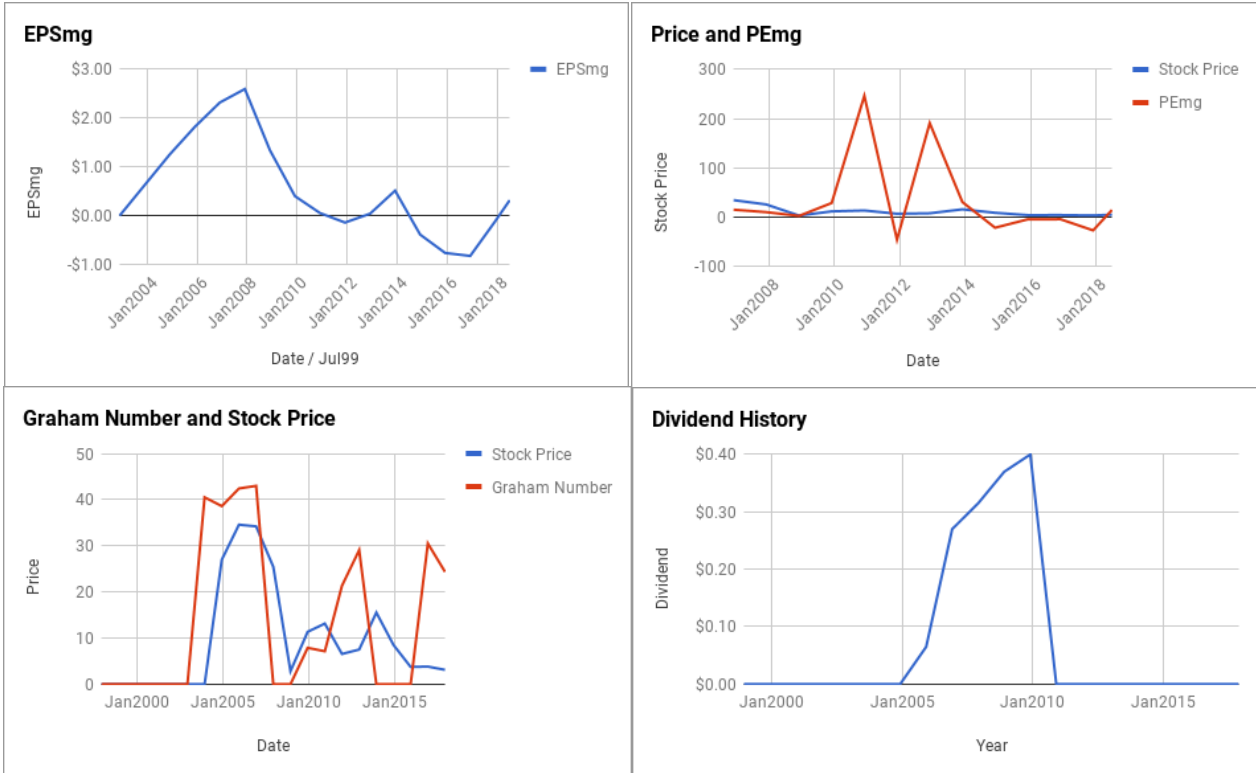 EPSmg
$3.00
$2.00
$1.00
$0.00
-$1.00
EPSmg
EPSmg
Jan2004
Jan2006
Jan2008
Jan2010
Jan2012
Jan2014
Jan2016
Jan2018
Date / Jul99
Price and PEmg
300
200
100
0
-100
Stock Price
Stock Price
PEmg
Jan2008
Jan2010
Jan2012
Jan2014
Jan2016
Jan2018
Date
Graham Number and Stock Price
50
40
30
20
10
0
Price
Stock Price
Graham Number
Jan2000
Jan2005
Jan2010
Jan2015
Date
Dividend History
$0.40
$0.30
$0.20
$0.10
$0.00
Dividend
Jan2000
Jan2005
Jan2010
Jan2015
Year